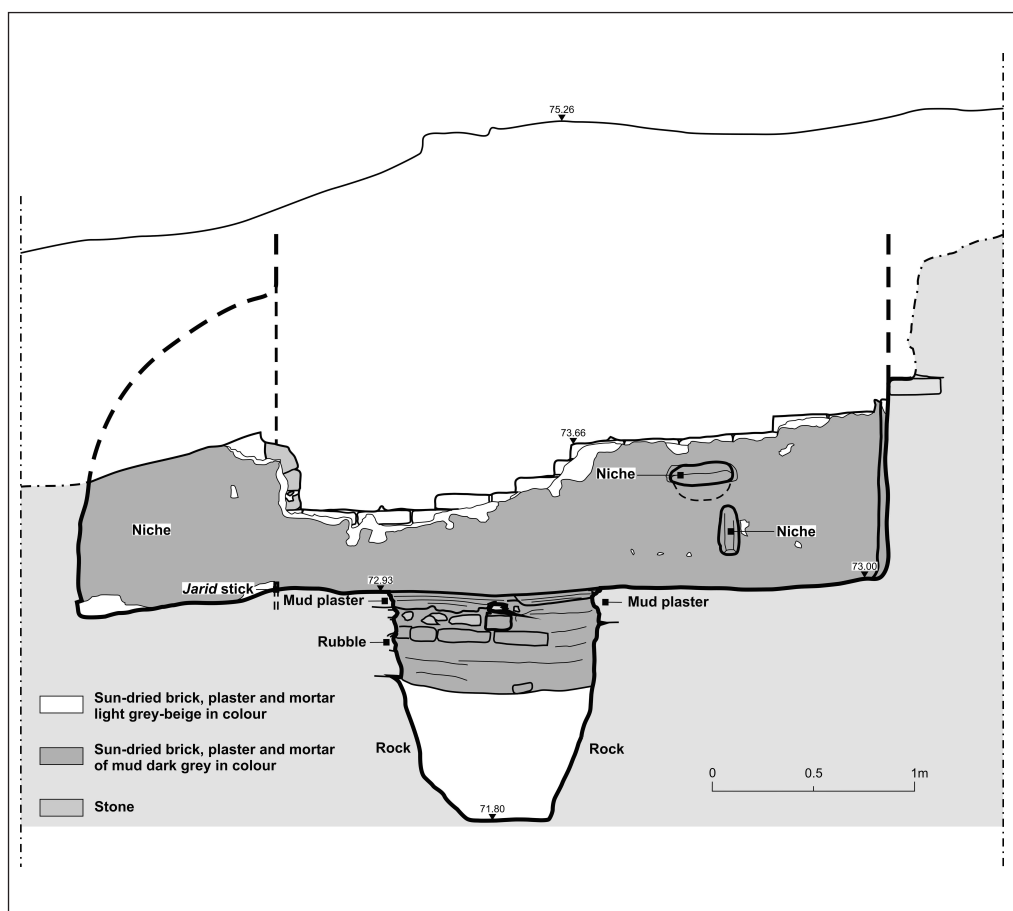 75.26
73.66
Niche
Niche
Niche
Jarid stick
72.93
73.00
Mud plaster
Mud plaster
Rubble
Sun-dried brick, plaster and mortar
light grey-beige in colour
Rock
Rock
Sun-dried brick, plaster and mortar
of mud dark grey in colour
0
0.5
1m
Stone
71.80